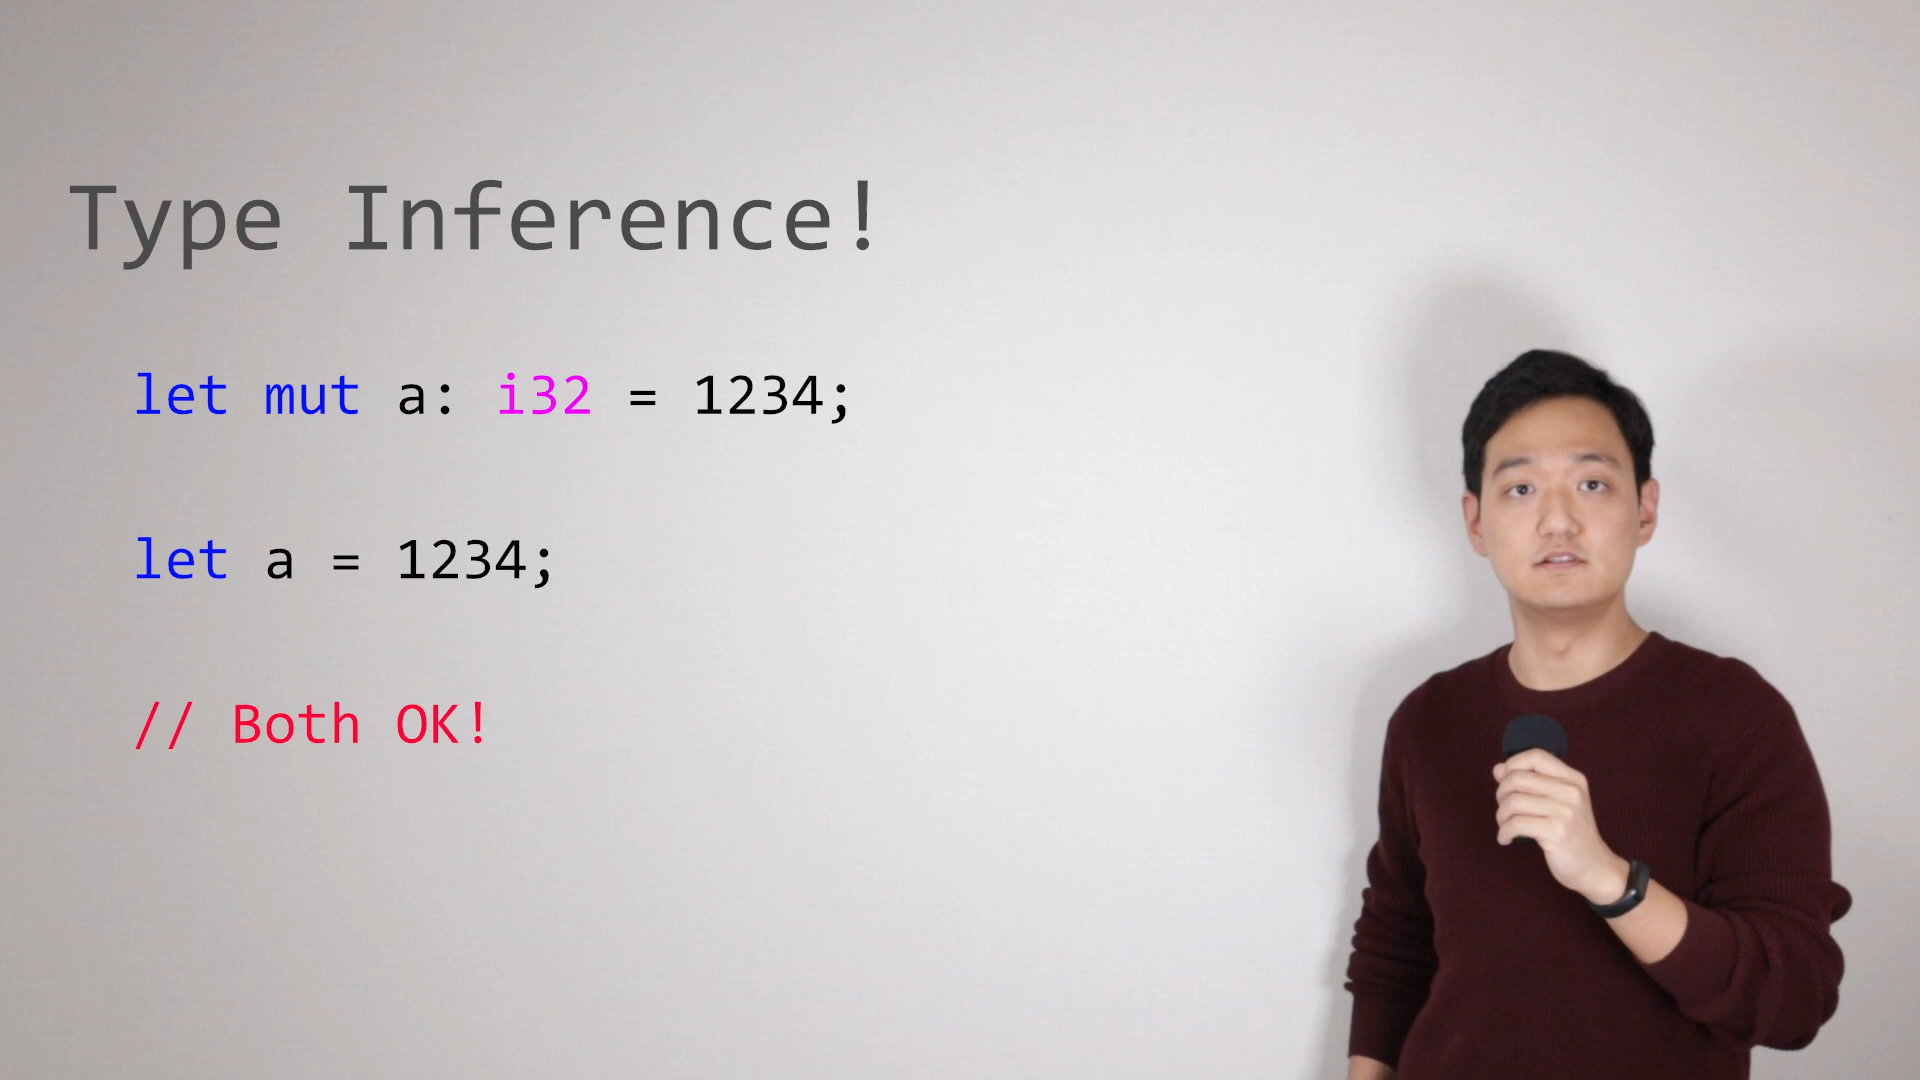 Type Inference!
let mut a: i32 = 1234;
let a = 1234;
// Both OK!